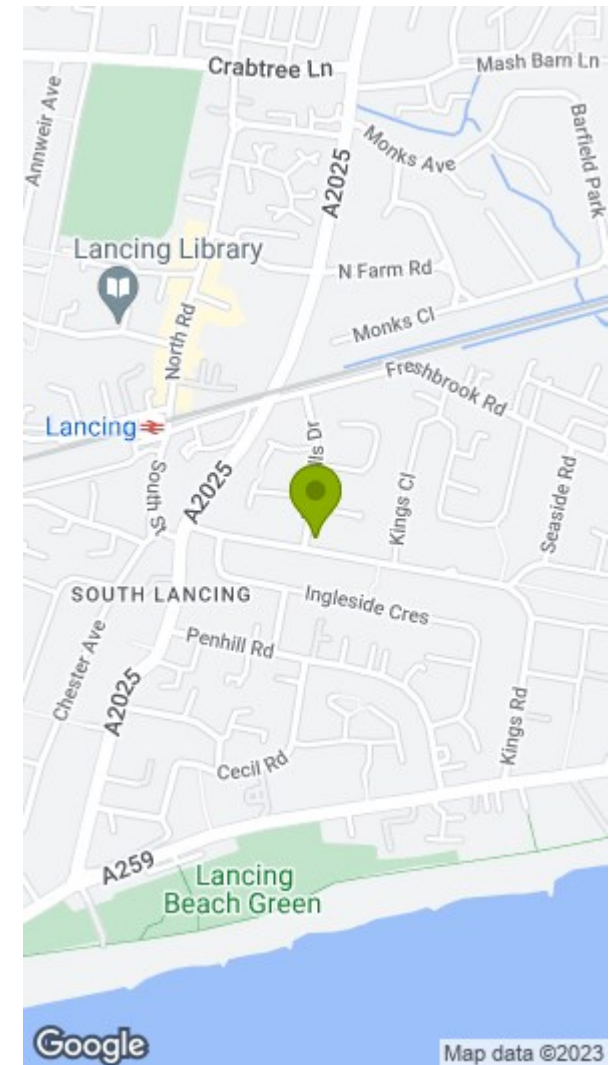 Crabtree Ln
Mash Barn Ln
Annweir Ave
A2025
Monks Ave
Barfield Park
Lancing Library
N Farm Rd
North Rd
Monks Cl
Freshbrook Rd
Lancing
South St
A2025
Kings Cl
Seaside Rd
SOUTH LANCING
Ingleside Cres
Chester Ave
Penhill Rd
A2025
Kings Rd
Cecil Rd
A259
Lancing
Beach Green
Google
Map data ©2023